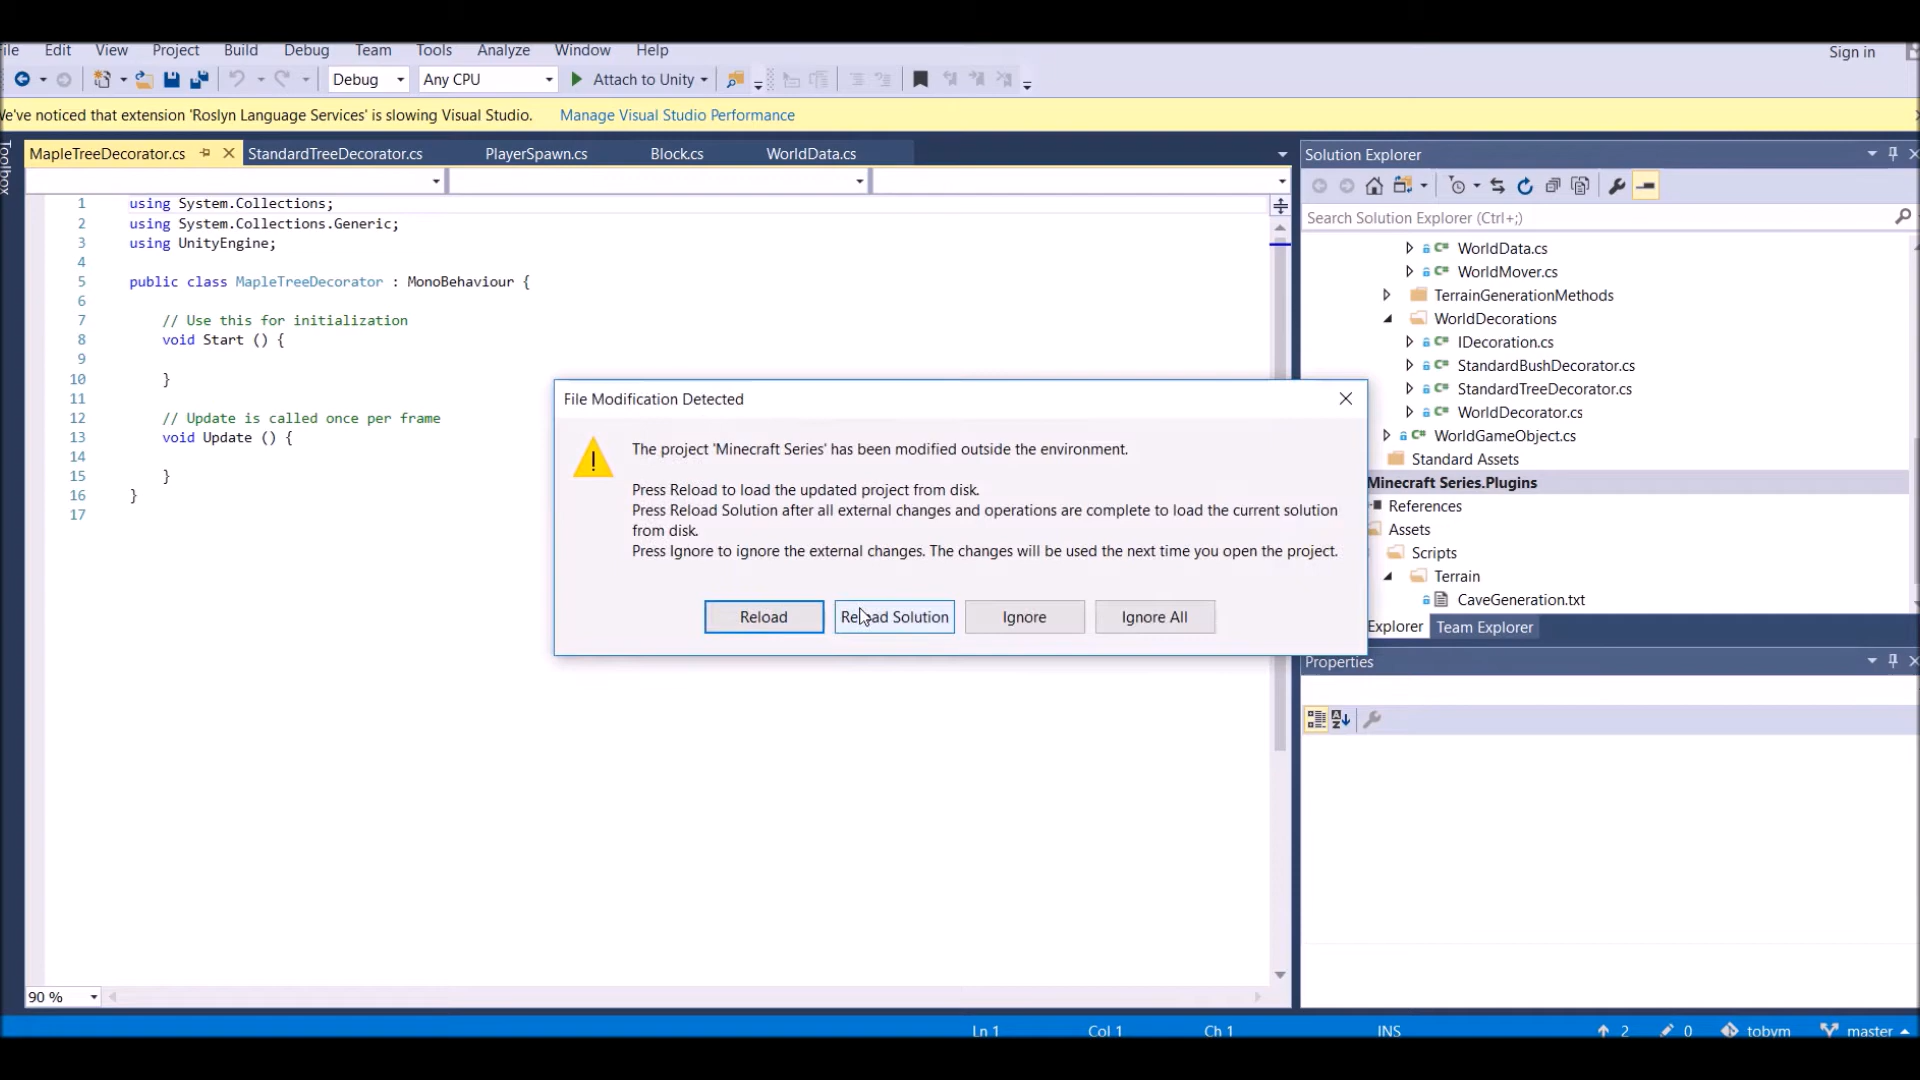 File Edit View Project Build Debug Team Tools Analyze Window Help Sign in
Debug Any CPU Attach to Unity
We've noticed that extension 'Roslyn Language Services' is slowing Visual Studio. Manage Visual Studio Performance
Toolbox
MapleTreeDecorator.cs StandardTreeDecorator.cs PlayerSpawn.cs Block.cs WorldData.cs
1 using System.Collections;
2 using System.Collections.Generic;
3 using UnityEngine;
4
5 public class MapleTreeDecorator : MonoBehaviour {
6
7 // Use this for initialization
8 void Start () {
9
10 }
11
12 // Update is called once per frame
13 void Update () {
14
15 }
16 }
17
90 %
File Modification Detected
The project 'Minecraft Series' has been modified outside the environment.
Press Reload to load the updated project from disk.
Press Reload Solution after all external changes and operations are complete to load the current solution
from disk.
Press Ignore to ignore the external changes. The changes will be used the next time you open the project.
Reload Reload Solution Ignore Ignore All
Solution Explorer
Search Solution Explorer (Ctrl+;)
C# WorldData.cs
C# WorldMover.cs
TerrainGenerationMethods
WorldDecorations
C# IDecoration.cs
C# StandardBushDecorator.cs
C# StandardTreeDecorator.cs
C# WorldDecorator.cs
C# WorldGameObject.cs
Standard Assets
Minecraft Series.Plugins
References
Assets
Scripts
Terrain
CaveGeneration.txt
Explorer Team Explorer
Properties
Ln 1 Col 1 Ch 1 INS 2 0 tobvm master